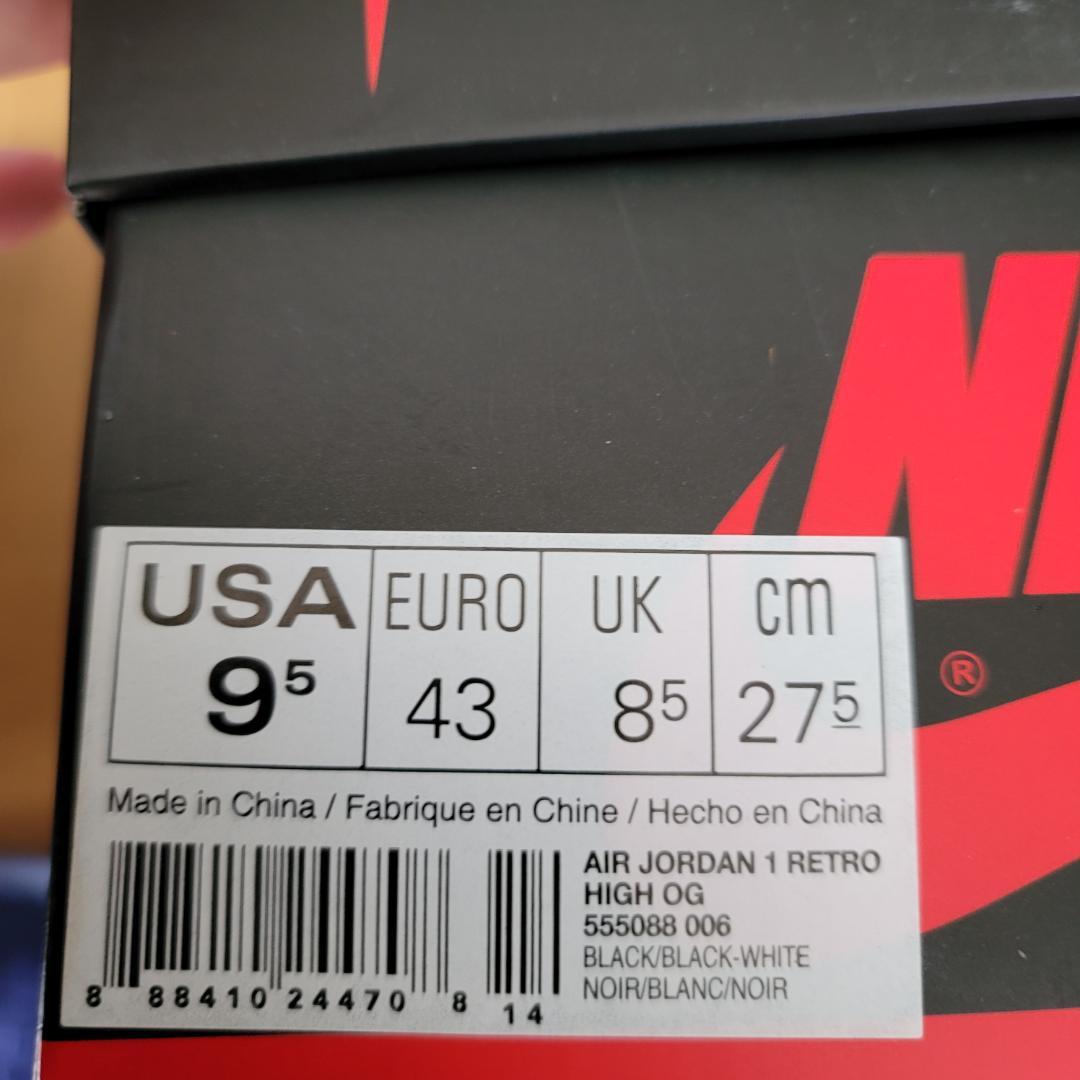 NI
®
USA EURO UK cm
9⁵ 43 8⁵ 27⁵
Made in China / Fabrique en Chine / Hecho en China
AIR JORDAN 1 RETRO
HIGH OG
555088 006
BLACK/BLACK-WHITE
NOIR/BLANC/NOIR
8 88410 24470 8 14